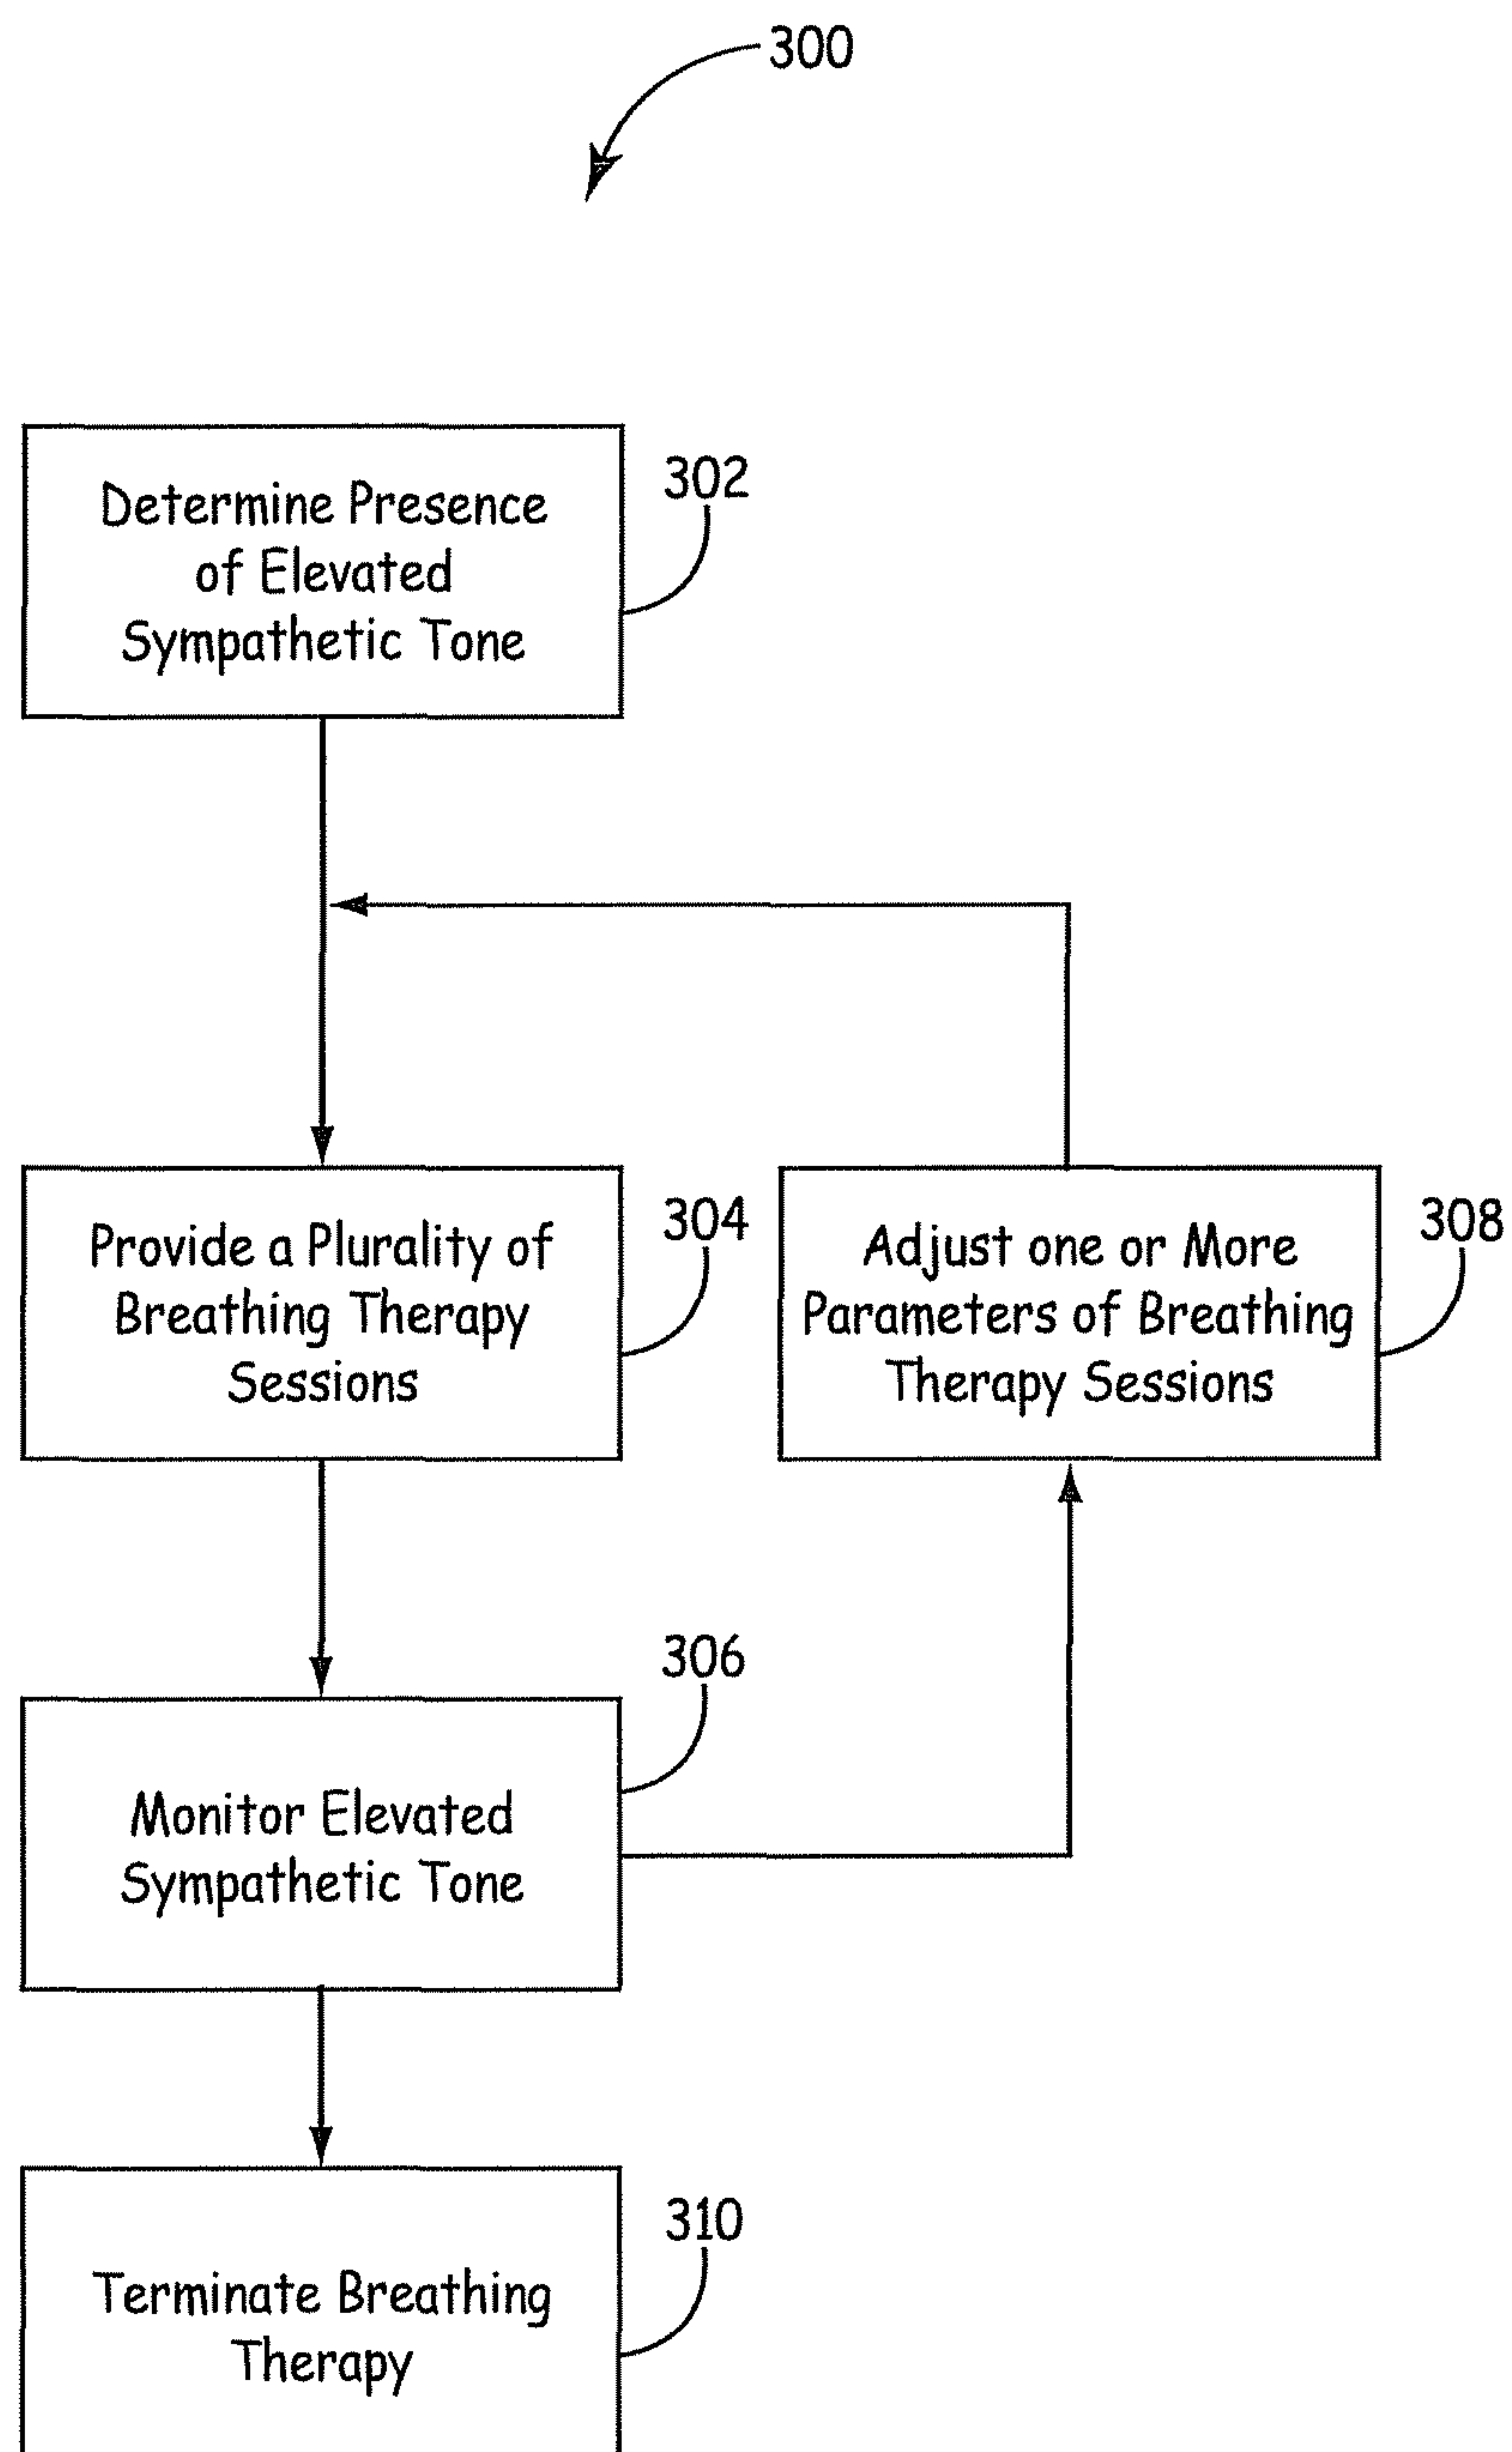 300
302
Determine Presence
of Elevated
Sympathetic Tone
304
Provide a Plurality of
Breathing Therapy
Sessions
308
Adjust one or More
Parameters of Breathing
Therapy Sessions
306
Monitor Elevated
Sympathetic Tone
310
Terminate Breathing
Therapy